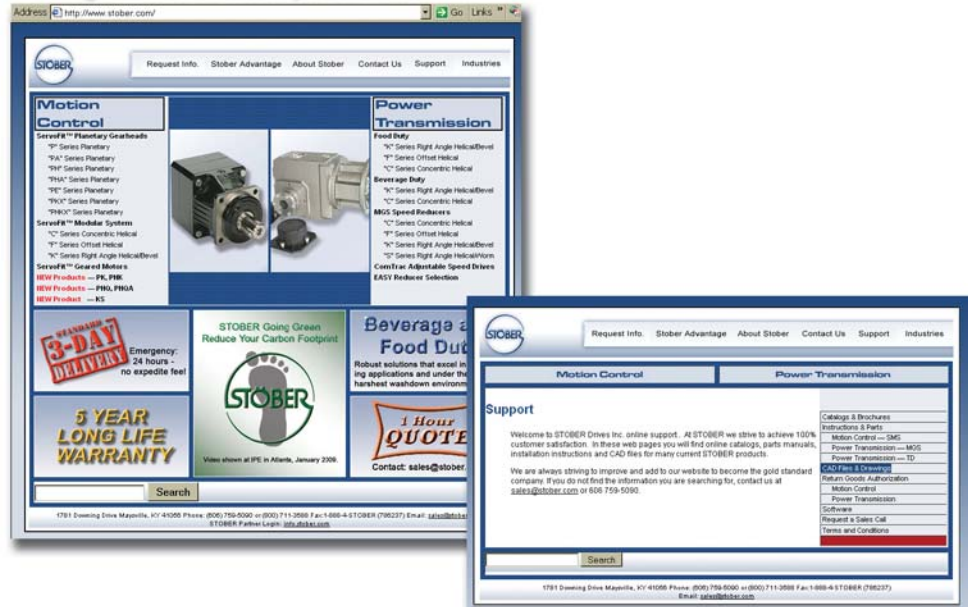 Address http://www.stober.com/ Go Links "
STOBER
Request Info. Stober Advantage About Stober Contact Us Support Industries
Motion
Control
ServoFit™ Planetary Gearheads
"P" Series Planetary
"PA" Series Planetary
"PH" Series Planetary
"PHA" Series Planetary
"PE" Series Planetary
"PKX" Series Planetary
"PHKX" Series Planetary
ServoFit™ Modular System
"C" Series Concentric Helical
"F" Series Offset Helical
"K" Series Right Angle Helical/Bevel
ServoFit™ Geared Motors
NEW Products — PK, PHK
NEW Products — PHQ, PHQA
NEW Product — KS
Power
Transmission
Food Duty
"K" Series Right Angle Helical/Bevel
"F" Offset Helical
"C" Series Concentric Helical
Beverage Duty
"K" Series Right Angle Helical/Bevel
"C" Series Concentric Helical
MGS Speed Reducers
"C" Series Concentric Helical
"F" Series Offset Helical
"K" Series Right Angle Helical/Bevel
"S" Series Helical/Worm
ComTrac Adjustable Speed Drives
EASY Reducer Selection
STANDARD
3-DAY
DELIVERY
Emergency:
24 hours -
no expedite fee!
5 YEAR
LONG LIFE
WARRANTY
STOBER Going Green
Reduce Your Carbon Footprint
STÖBER
Video shown at IPE in Atlanta, January 2009.
Beverage a
Food Dut
Robust solutions that excel in
ing applications and under the
harshest washdown environm
1 Hour
QUOTE
Contact: sales@stober.
Search
1781 Downing Drive Maysville, KY 41056 Phone: (606) 759-5090 or (800) 711-3588 Fax:1-888-4-STOBER (786237) Email: sales@stober
STOBER Partner Login: info.stober.com
STOBER
Request Info. Stober Advantage About Stober Contact Us Support Industries
Motion Control
Power Transmission
Support
Welcome to STOBER Drives Inc. online support. At STOBER we strive to achieve 100%
customer satisfaction. In these web pages you will find online catalogs, parts manuals,
installation instructions and CAD files for many current STOBER products.
We are always striving to improve and add to our website to become the gold standard
company. If you do not find the information you are searching for, contact us at
sales@stober.com or 606 759-5090.
Catalogs & Brochures
Instructions & Parts
Motion Control — SMS
Power Transmission — MGS
Power Transmission — TD
CAD Files & Drawings
Return Goods Authorization
Motion Control
Power Transmission
Software
Request a Sales Call
Terms and Conditions
Search
1781 Downing Drive Maysville, KY 41056 Phone: (606) 759-5090 or (800) 711-3588 Fax:1-888-4-STOBER (786237)
Email: sales@stober.com